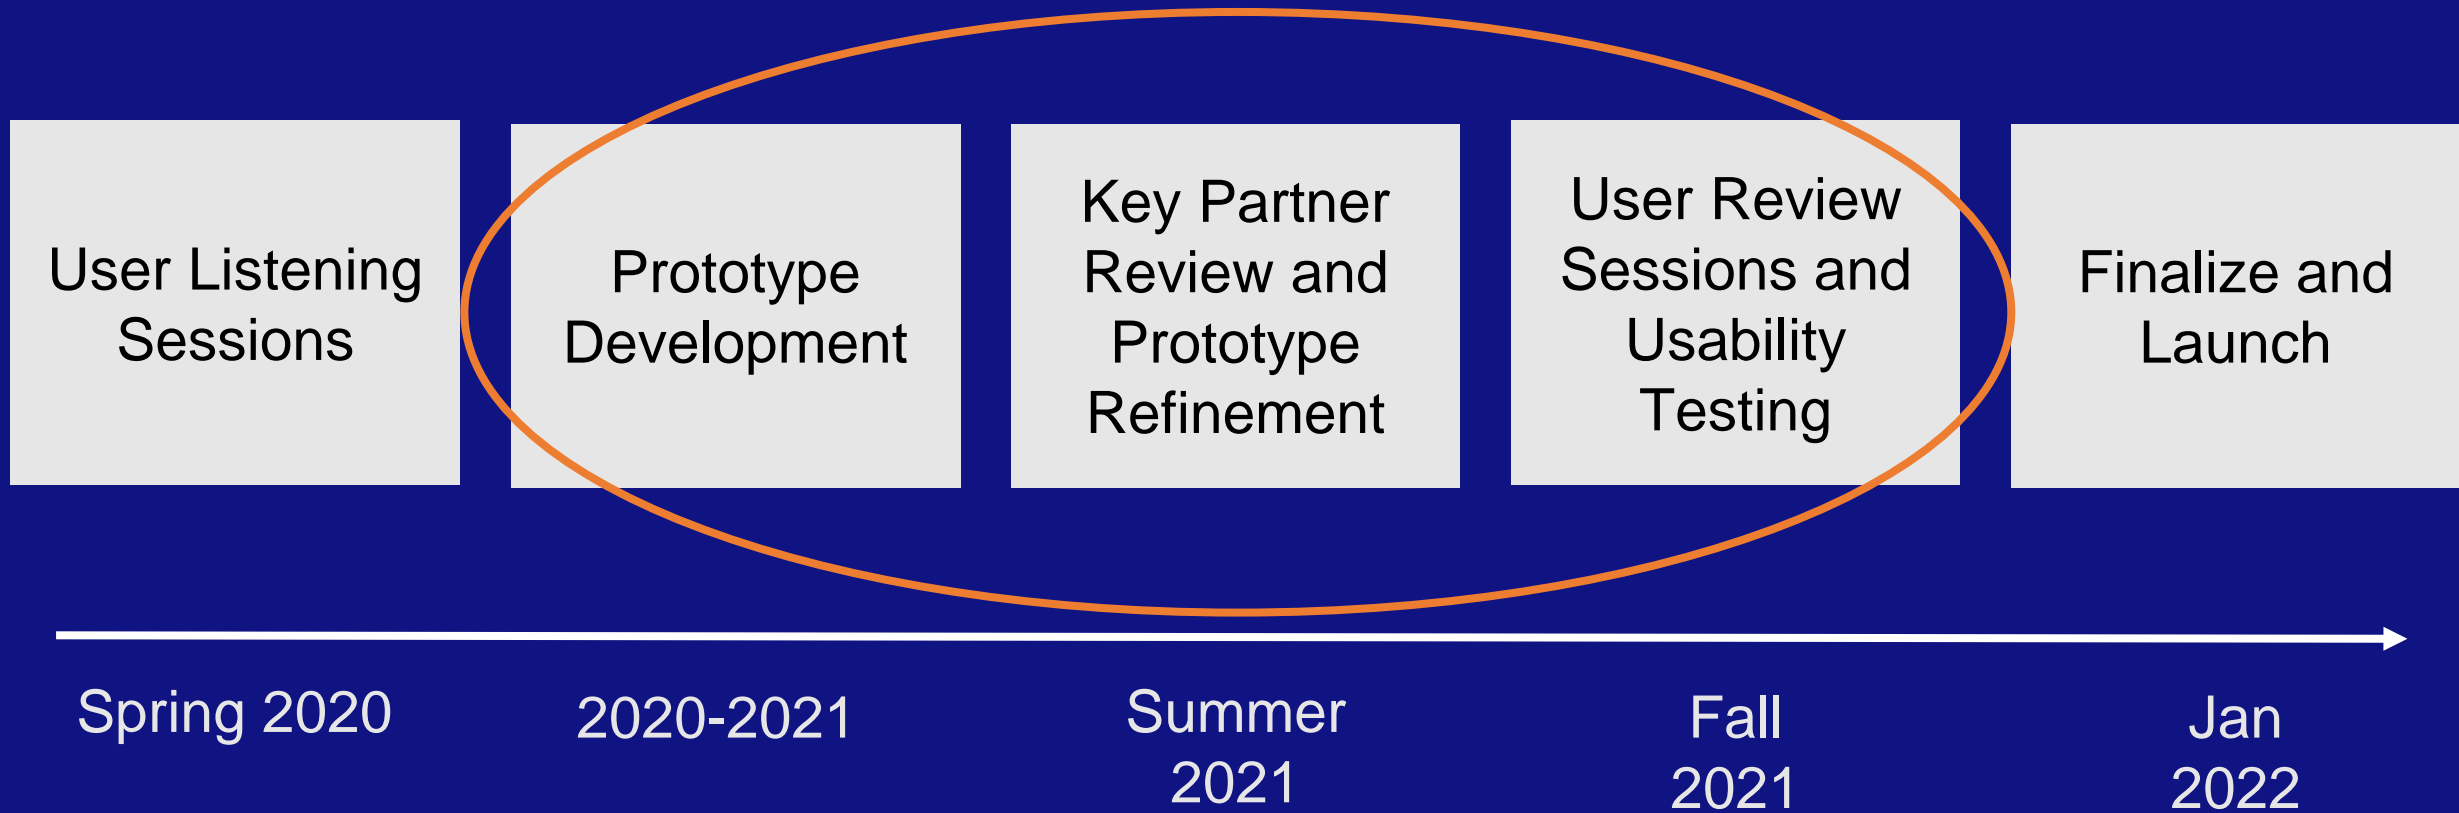 User Listening
Sessions
Prototype
Development
Key Partner
Review and
Prototype
Refinement
User Review
Sessions and
Usability
Testing
Finalize and
Launch
Spring 2020
2020-2021
Summer
2021
Fall
2021
Jan
2022